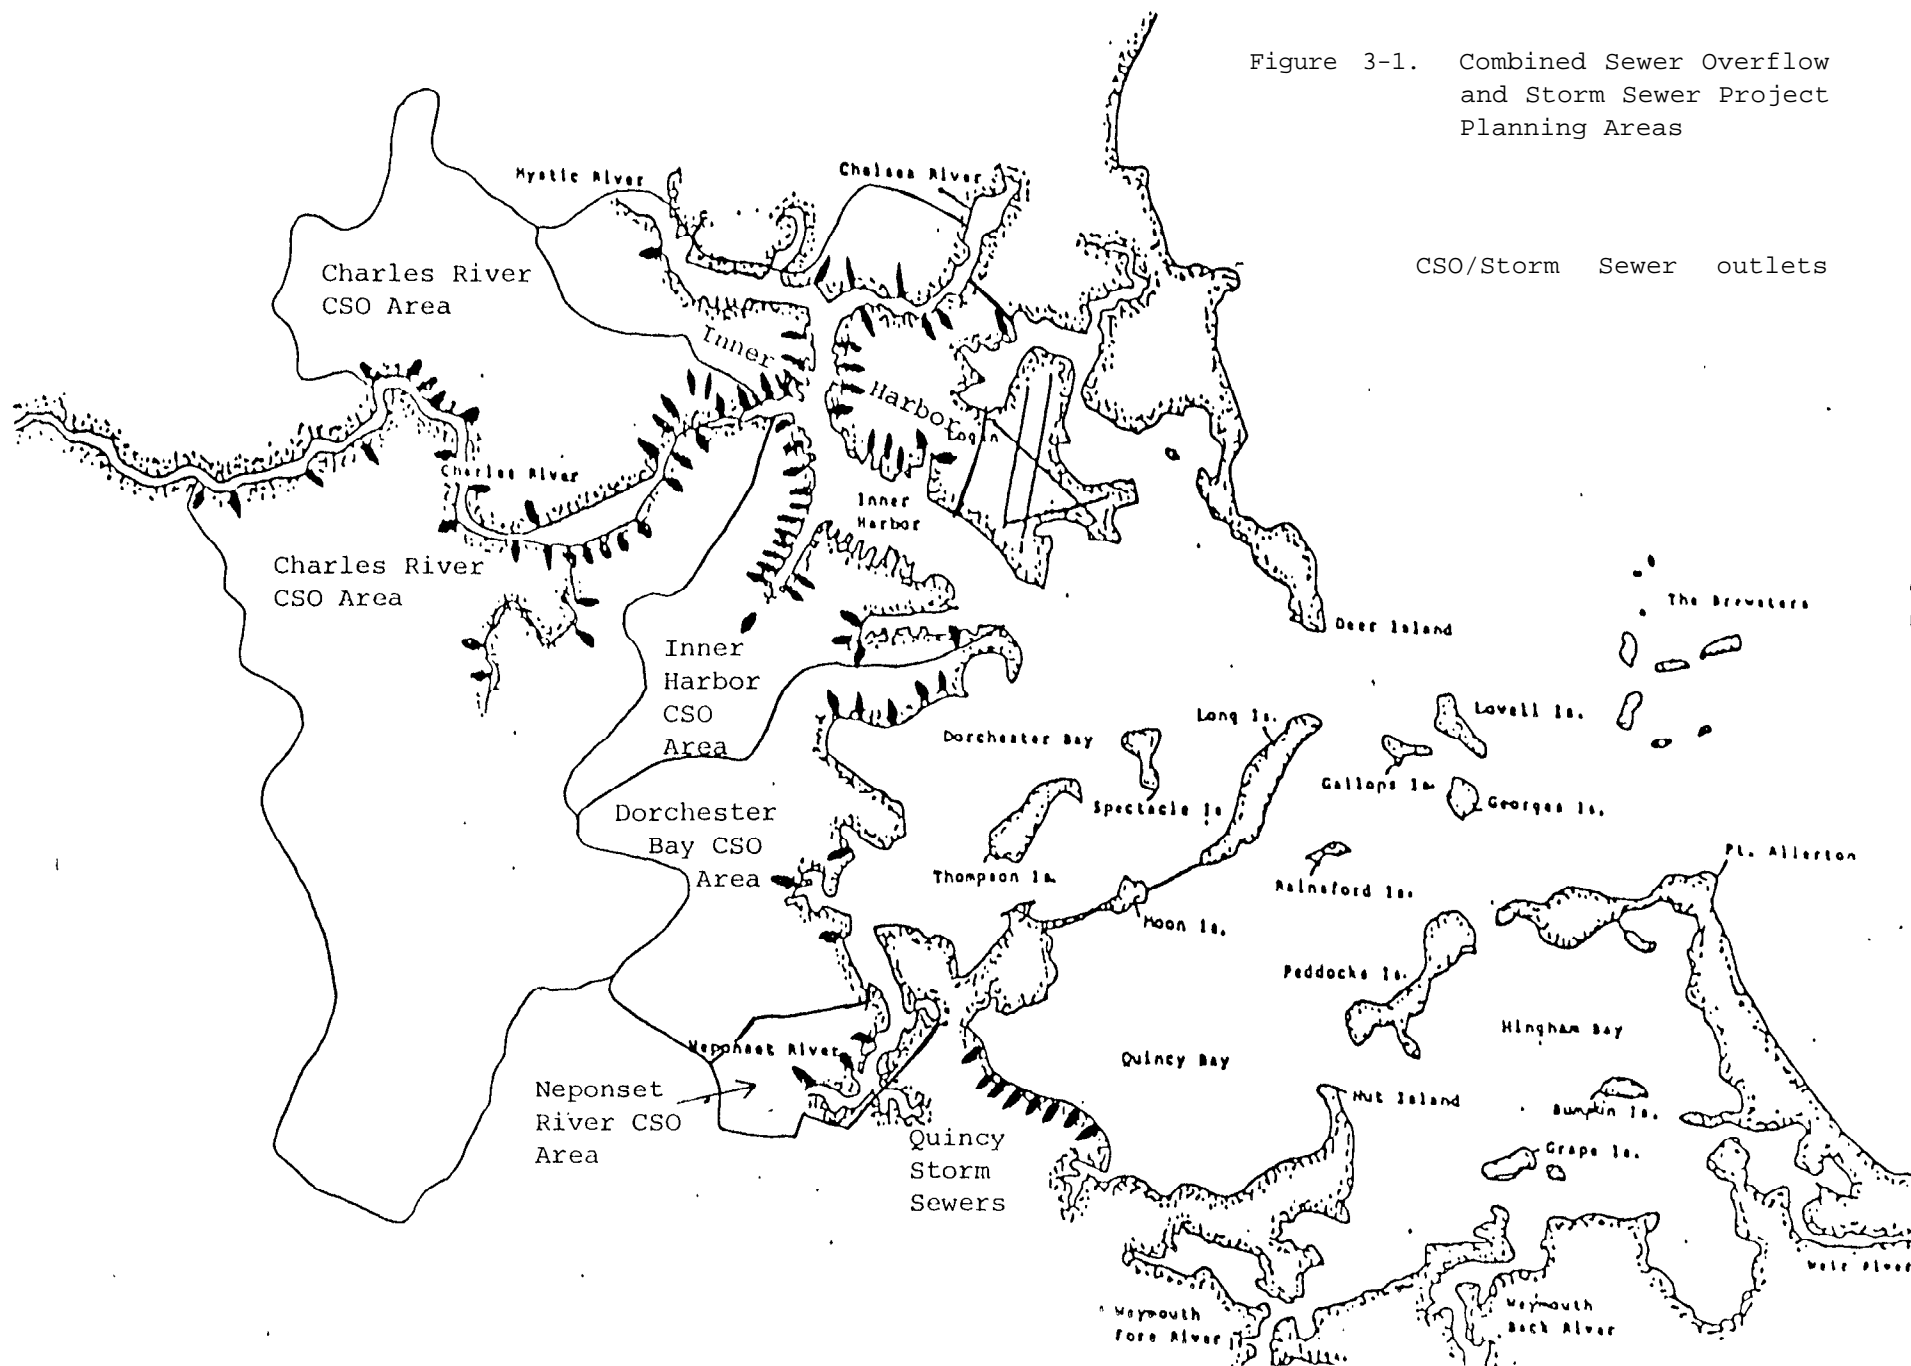 Figure 3-1. Combined Sewer Overflow
and Storm Sewer Project
Planning Areas
CSO/Storm Sewer outlets
Mystic River
Chelsea River
Charles River
CSO Area
Inner
Harbor
Logan
Charles River
Inner
Harbor
Charles River
CSO Area
The Brewsters
Deer Island
Inner
Harbor
CSO
Area
Long Is.
Lovell Is.
Dorchester Bay
Gallops Is.
Georges Is.
Spectacle Is
Dorchester
Bay CSO
Area
Thompson Is.
Rainsford Is.
Pt. Allerton
Moon Is.
Peddocks Is.
Hingham Bay
Neponset River
Quincy Bay
Neponset
River CSO
Area
Nut Island
Bumpkin Is.
Quincy
Storm
Sewers
Grape Is.
Weir River
Weymouth
Fore River
Weymouth
Back River